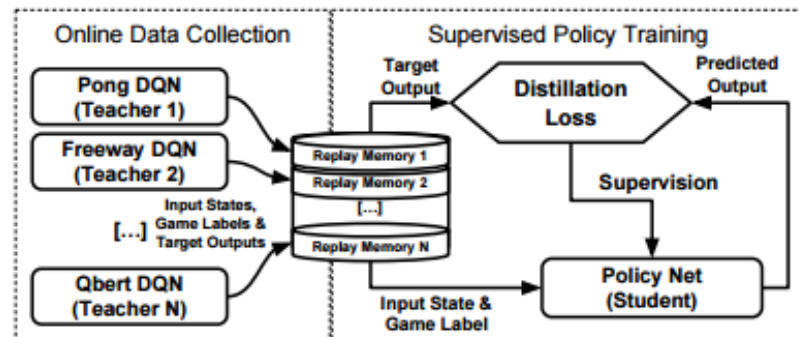 Online Data Collection
Pong DQN
(Teacher 1)
Freeway DQN
(Teacher 2)
[...]
Input States,
Game Labels &
Target Outputs
Qbert DQN
(Teacher N)
Replay Memory 1
Replay Memory 2
[...]
Replay Memory N
Supervised Policy Training
Target
Output
Distillation
Loss
Predicted
Output
Supervision
Input State &
Game Label
Policy Net
(Student)